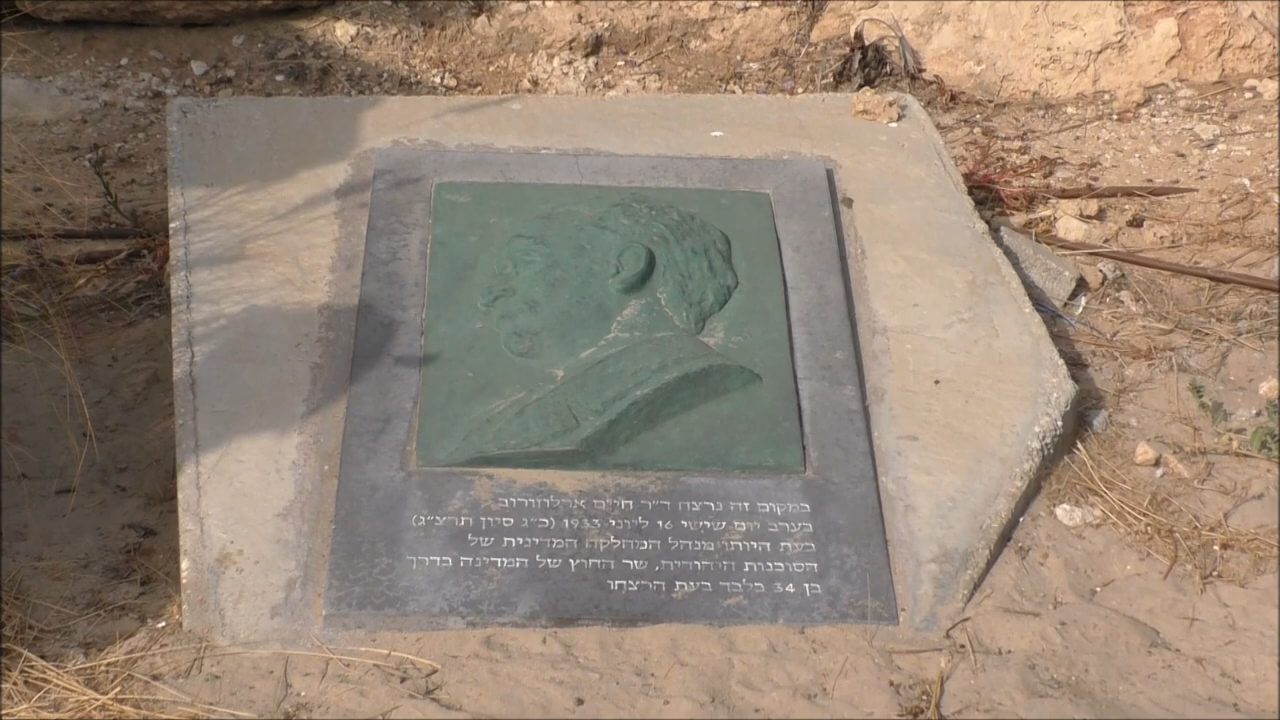 במקום זה נרצח ד"ר חיים ארלוזורוב
בערב יום שישי 16 ליוני 1933 (כ"ג סיון תרצ"ג)
בעת היותו מנהל המחלקה המדינית של
הסוכנות היהודית, שר החוץ של המדינה בדרך
בן 34 בלבד בעת הרצחו